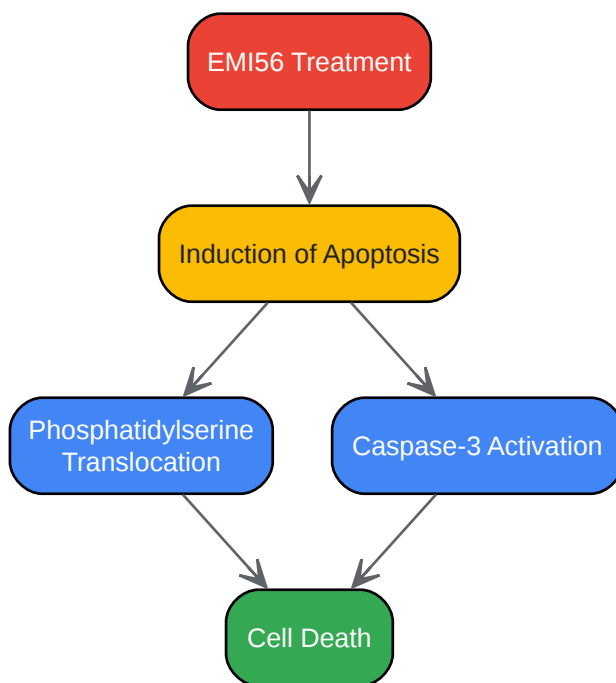 EMI56 Treatment
Induction of Apoptosis
Phosphatidylserine
Translocation
Caspase-3 Activation
Cell Death